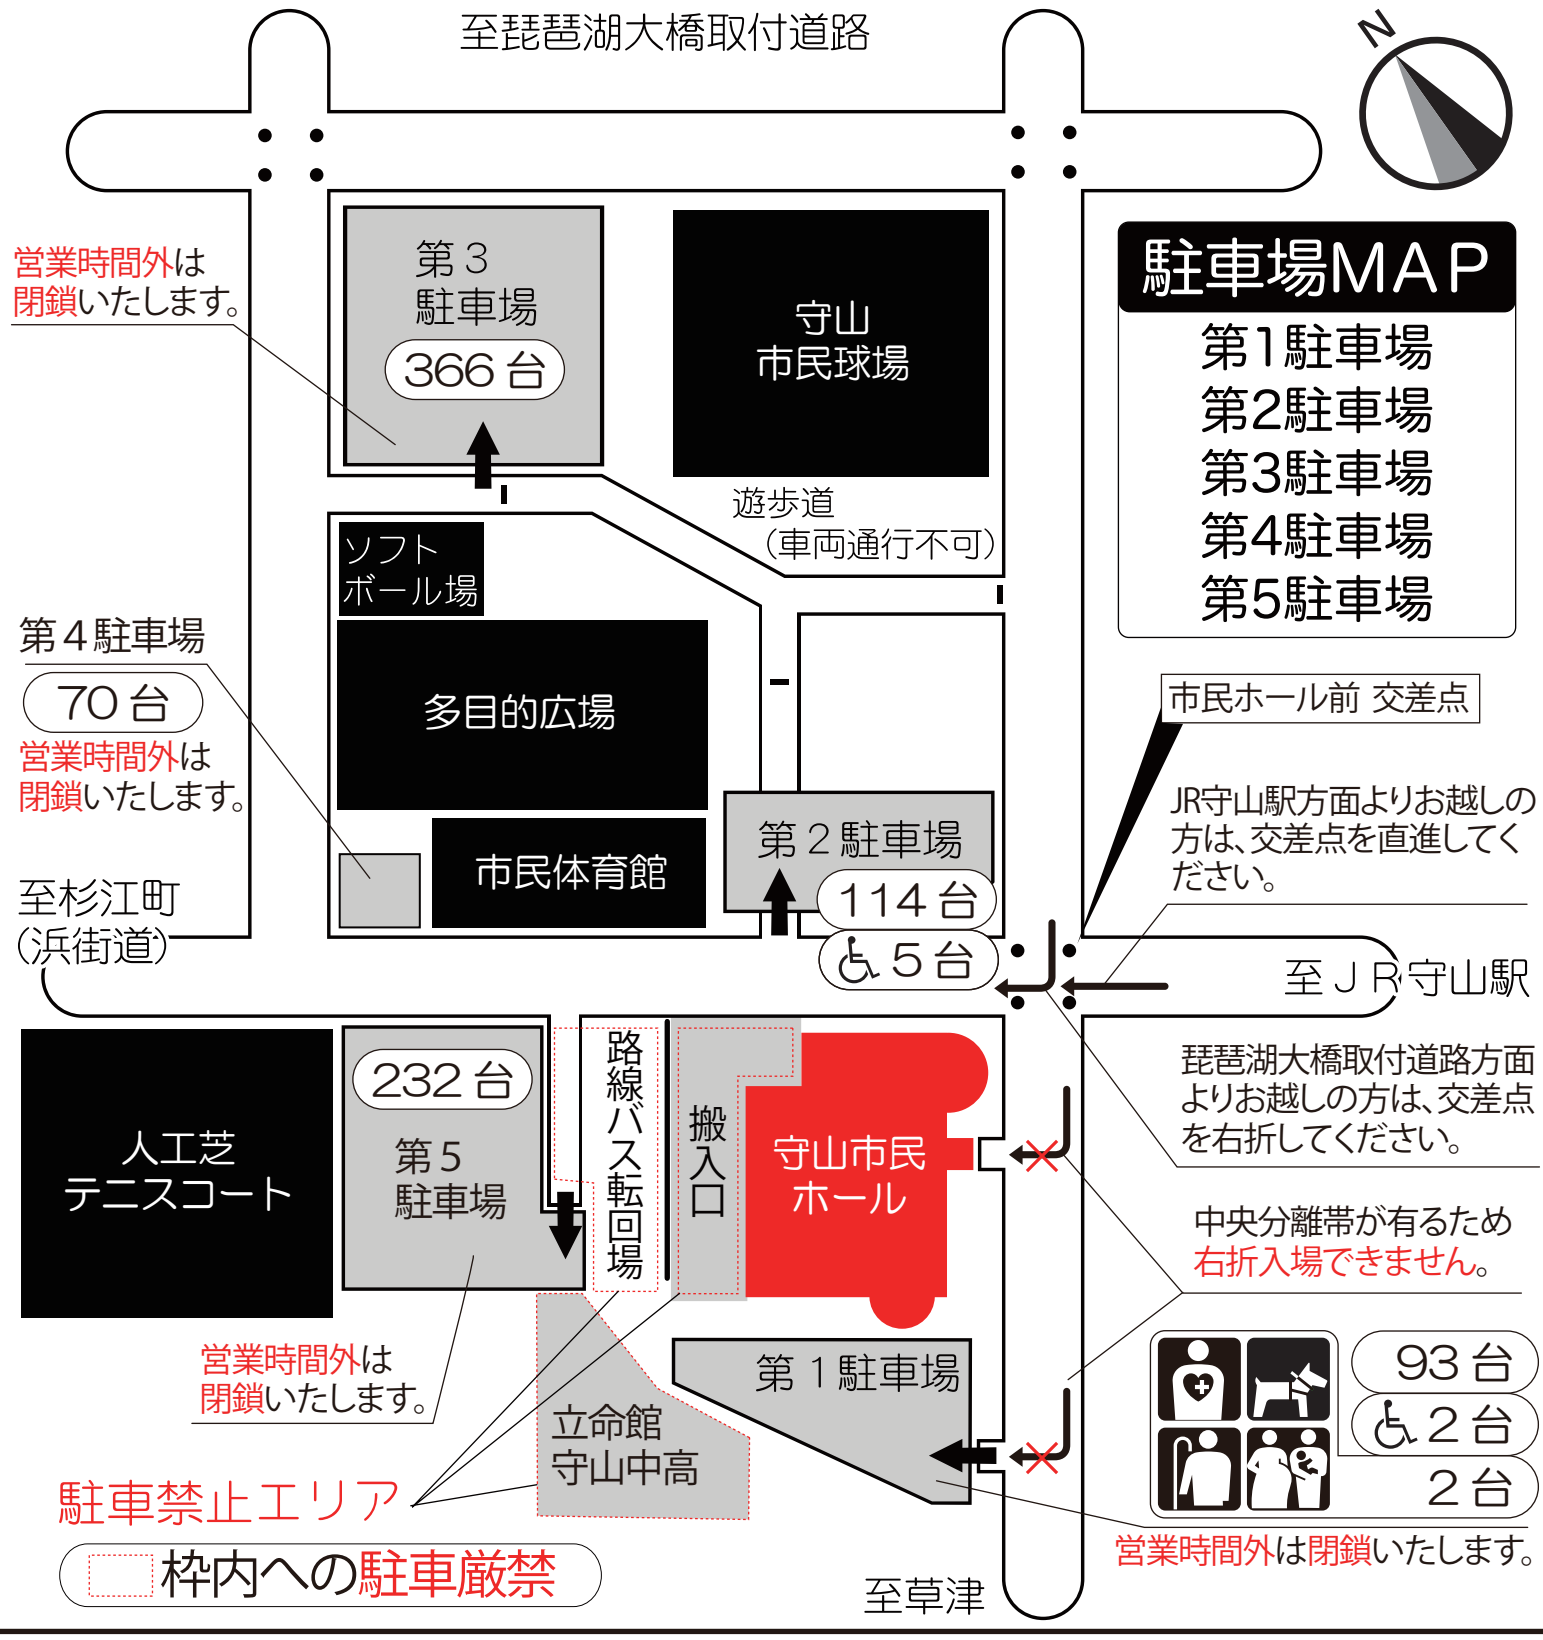 至琵琶湖大橋取付道路
N
営業時間外は
閉鎖いたします。
第3
駐車場
366台
守山
市民球場
駐車場MAP
第1駐車場
第2駐車場
第3駐車場
第4駐車場
第5駐車場
遊歩道
（車両通行不可）
ソフト
ボール場
第4駐車場
70台
営業時間外は
閉鎖いたします。
多目的広場
市民ホール前 交差点
JR守山駅方面よりお越しの
方は、交差点を直進してく
ださい。
第2駐車場
114台
5台
市民体育館
至杉江町
（浜街道）
至JR守山駅
人工芝
テニスコート
232台
第5
駐車場
路線バス転回場
搬入口
守山市民
ホール
琵琶湖大橋取付道路方面
よりお越しの方は、交差点
を右折してください。
中央分離帯が有るため
右折入場できません。
営業時間外は
閉鎖いたします。
第1駐車場
93台
2台
2台
立命館
守山中高
駐車禁止エリア
枠内への駐車厳禁
営業時間外は閉鎖いたします。
至草津